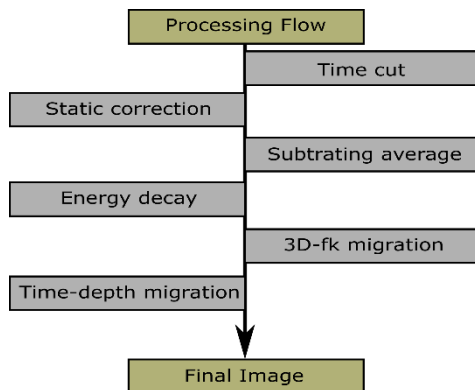 Processing Flow
Time cut
Static correction
Subtrating average
Energy decay
3D-fk migration
Time-depth migration
Final Image